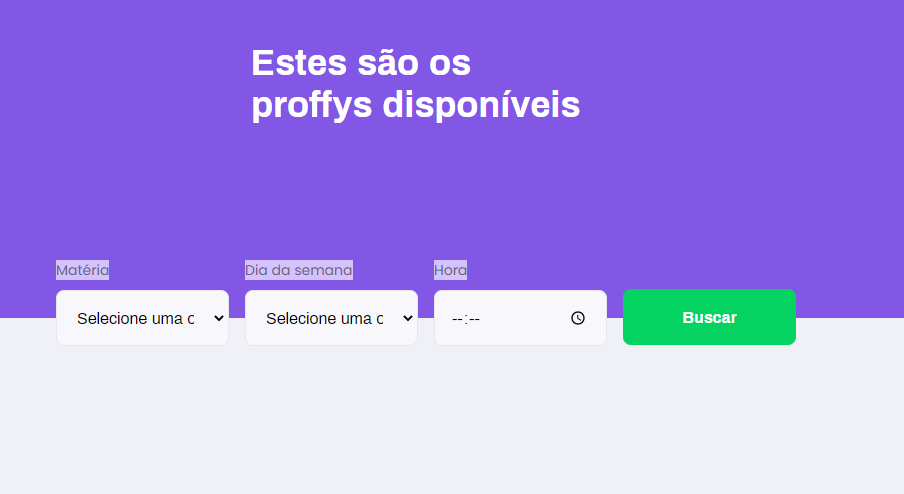 Estes são os
proffys disponíveis
Matéria
Dia da semana
Hora
Selecione uma c
Selecione uma c
--:--
Buscar